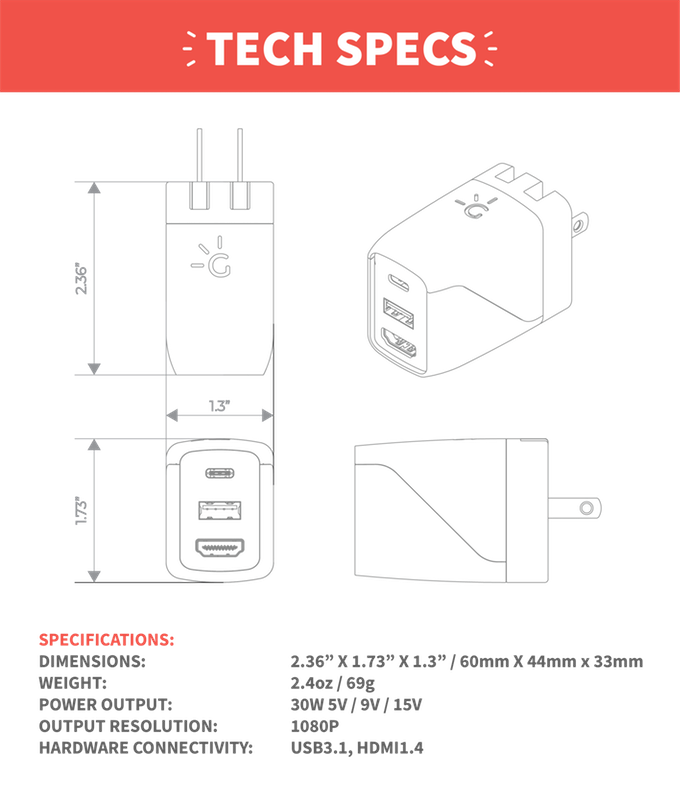 TECH SPECS
2.36"
1.3"
1.73"
G
G
SPECIFICATIONS:
DIMENSIONS: 2.36” X 1.73” X 1.3” / 60mm X 44mm x 33mm
WEIGHT: 2.4oz / 69g
POWER OUTPUT: 30W 5V / 9V / 15V
OUTPUT RESOLUTION: 1080P
HARDWARE CONNECTIVITY: USB3.1, HDMI1.4